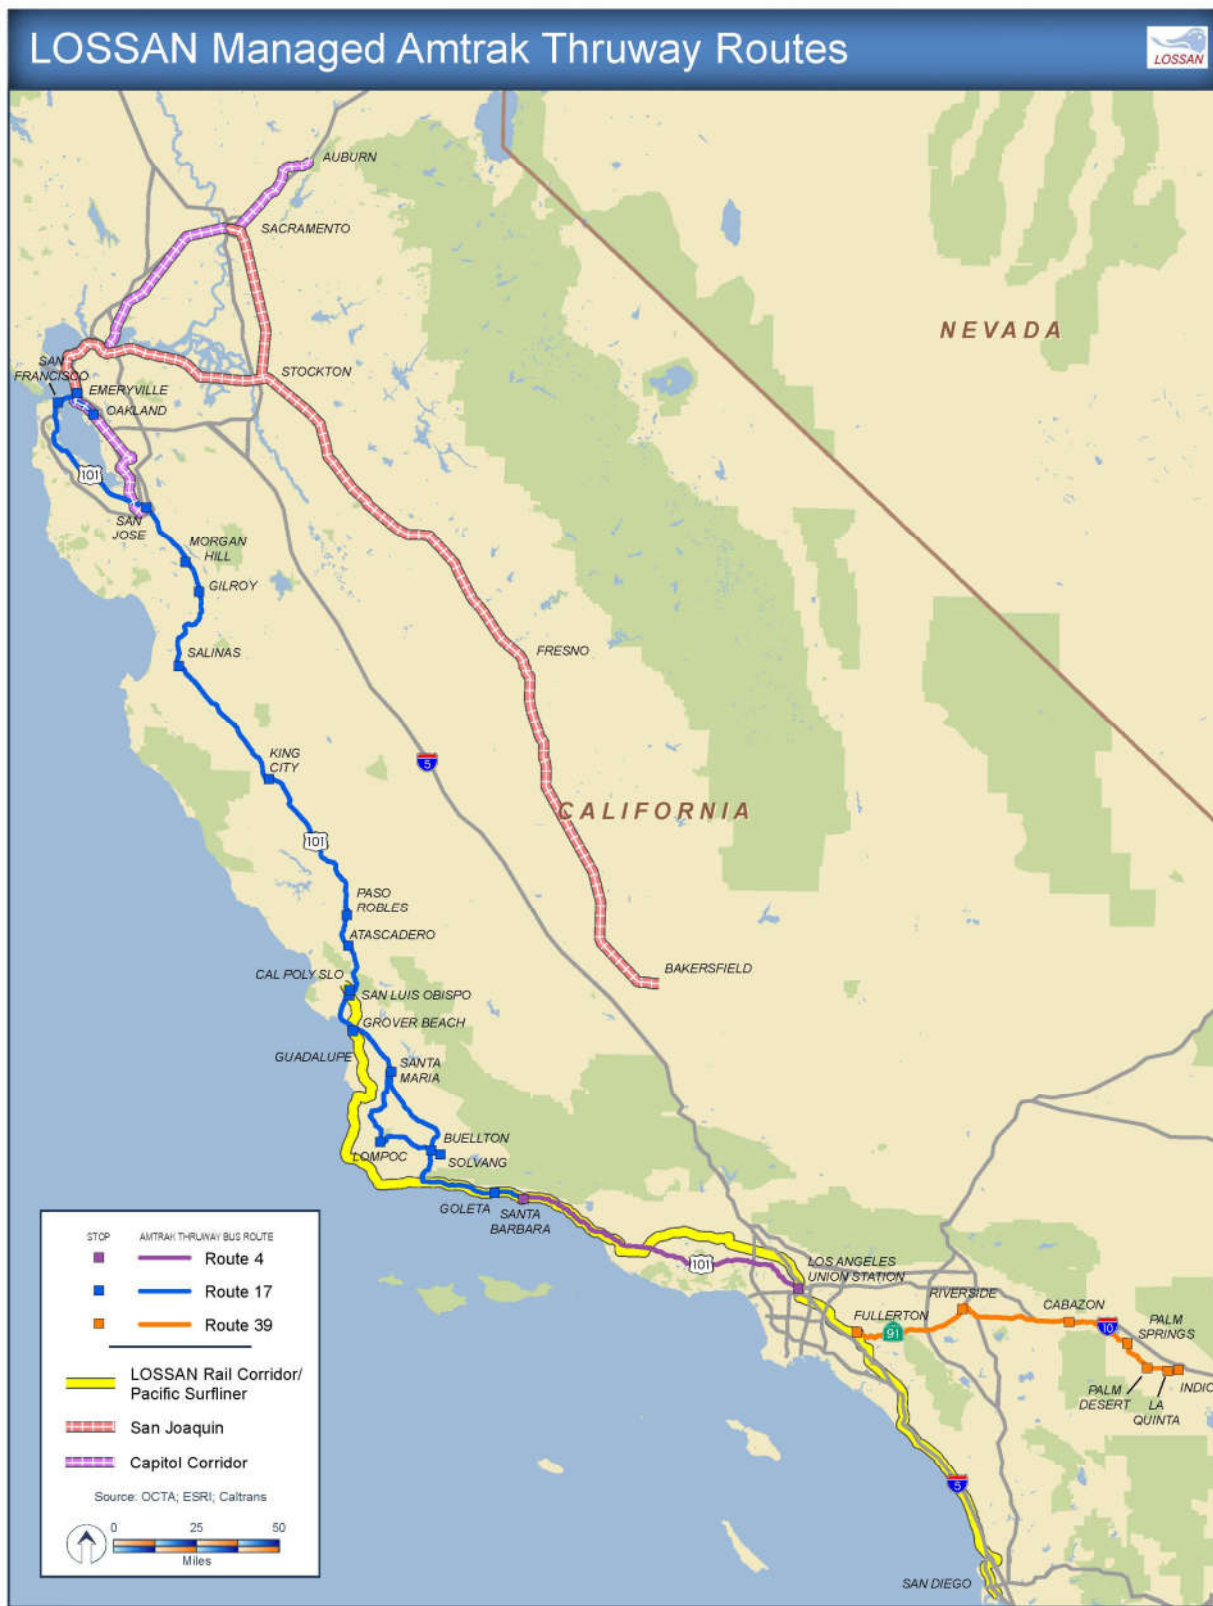 LOSSAN Managed Amtrak Thruway Routes
LOSSAN
AUBURN
SACRAMENTO
NEVADA
SAN
FRANCISCO
STOCKTON
EMERYVILLE
OAKLAND
101
SAN
JOSE
MORGAN
HILL
GILROY
SALINAS
FRESNO
KING
CITY
5
CALIFORNIA
101
PASO
ROBLES
ATASCADERO
CAL POLY SLO
BAKERSFIELD
SAN LUIS OBISPO
GROVER BEACH
GUADALUPE
SANTA
MARIA
BUELLTON
LOMPOC
SOLVANG
GOLETA
SANTA
BARBARA
101
LOS ANGELES
UNION STATION
FULLERTON
91
RIVERSIDE
CABAZON
10
PALM
SPRINGS
PALM
DESERT
LA
QUINTA
INDIO
5
SAN DIEGO
STOP AMTRAK THRUWAY BUS ROUTE
Route 4
Route 17
Route 39
LOSSAN Rail Corridor/
Pacific Surfliner
San Joaquin
Capitol Corridor
Source: OCTA; ESRI; Caltrans
0 25 50
Miles